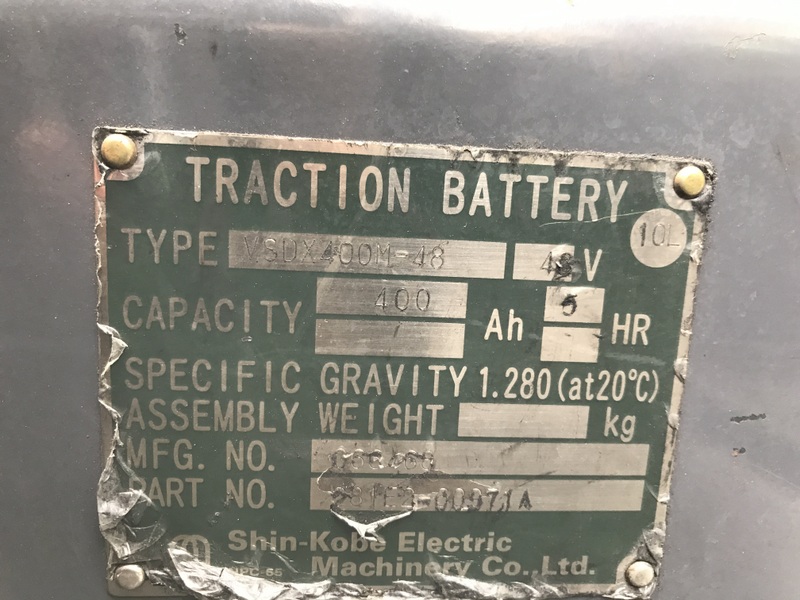 TRACTION BATTERY
10L
TYPE VSDX400M-48 48 V
CAPACITY 400 Ah 5 HR
SPECIFIC GRAVITY 1.280(at20°C)
ASSEMBLY WEIGHT kg
MFG. NO.
PART NO.
Shin-Kobe Electric
Machinery Co.,Ltd.